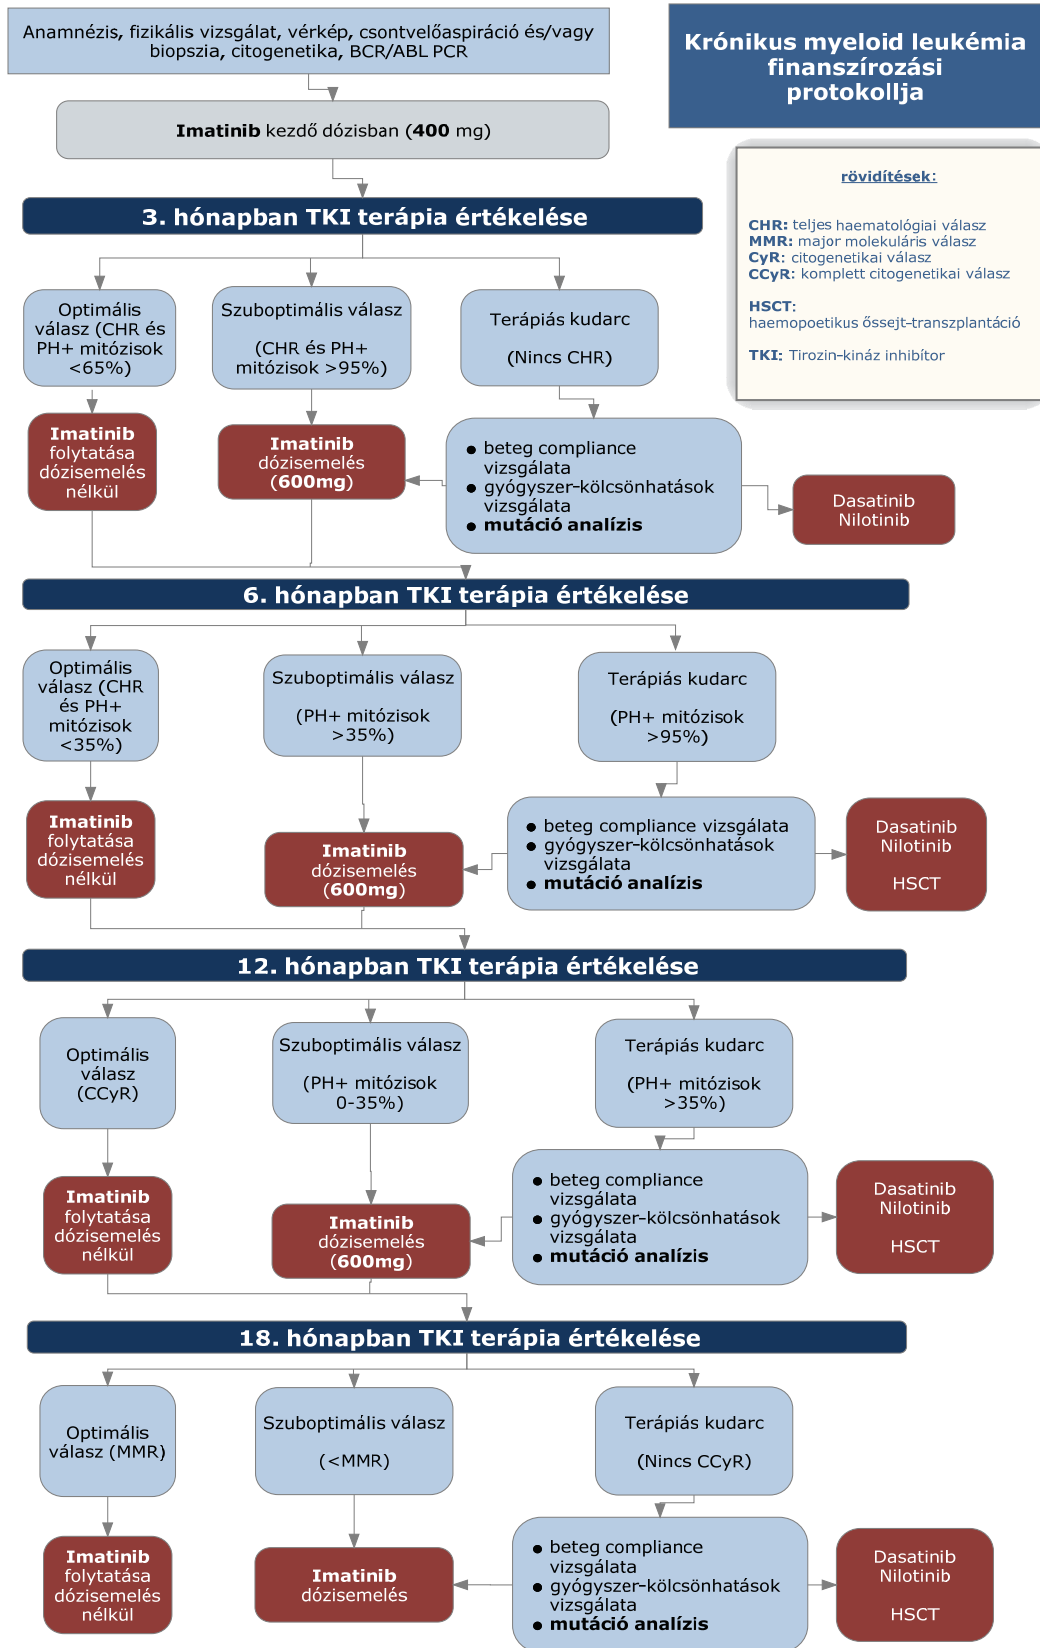 Anamnézis, fizikális vizsgálat, vérkép, csontvelőaspiráció és/vagy
biopszia, citogenetika, BCR/ABL PCR
Krónikus myeloid leukémia
finanszírozási
protokollja
Imatinib kezdő dózisban (400 mg)
rövidítések:
CHR: teljes haematológiai válasz
MMR: major molekuláris válasz
CyR: citogenetikai válasz
CCyR: komplett citogenetikai válasz
HSCT:
haemopoetikus őssejt-transzplantáció
TKI: Tirozin-kináz inhibítor
3. hónapban TKI terápia értékelése
Optimális
válasz (CHR és
PH+ mitózisok
<65%)
Szuboptimális válasz
(CHR és PH+
mitózisok >95%)
Terápiás kudarc
(Nincs CHR)
Imatinib
folytatása
dózisemelés
nélkül
Imatinib
dózisemelés
(600mg)
● beteg compliance
vizsgálata
● gyógyszer-kölcsönhatások
vizsgálata
● mutáció analízis
Dasatinib
Nilotinib
6. hónapban TKI terápia értékelése
Optimális
válasz (CHR
és PH+
mitózisok
<35%)
Szuboptimális válasz
(PH+ mitózisok
>35%)
Terápiás kudarc
(PH+ mitózisok
>95%)
Imatinib
folytatása
dózisemelés
nélkül
Imatinib
dózisemelés
(600mg)
● beteg compliance vizsgálata
● gyógyszer-kölcsönhatások
vizsgálata
● mutáció analízis
Dasatinib
Nilotinib
HSCT
12. hónapban TKI terápia értékelése
Optimális
válasz
(CCyR)
Szuboptimális válasz
(PH+ mitózisok
0-35%)
Terápiás kudarc
(PH+ mitózisok
>35%)
Imatinib
folytatása
dózisemelés
nélkül
Imatinib
dózisemelés
(600mg)
● beteg compliance
vizsgálata
● gyógyszer-kölcsönhatások
vizsgálata
● mutáció analízis
Dasatinib
Nilotinib
HSCT
18. hónapban TKI terápia értékelése
Optimális
válasz (MMR)
Szuboptimális válasz
(<MMR)
Terápiás kudarc
(Nincs CCyR)
Imatinib
folytatása
dózisemelés
nélkül
Imatinib
dózisemelés
● beteg compliance
vizsgálata
● gyógyszer-kölcsönhatások
vizsgálata
● mutáció analízis
Dasatinib
Nilotinib
HSCT